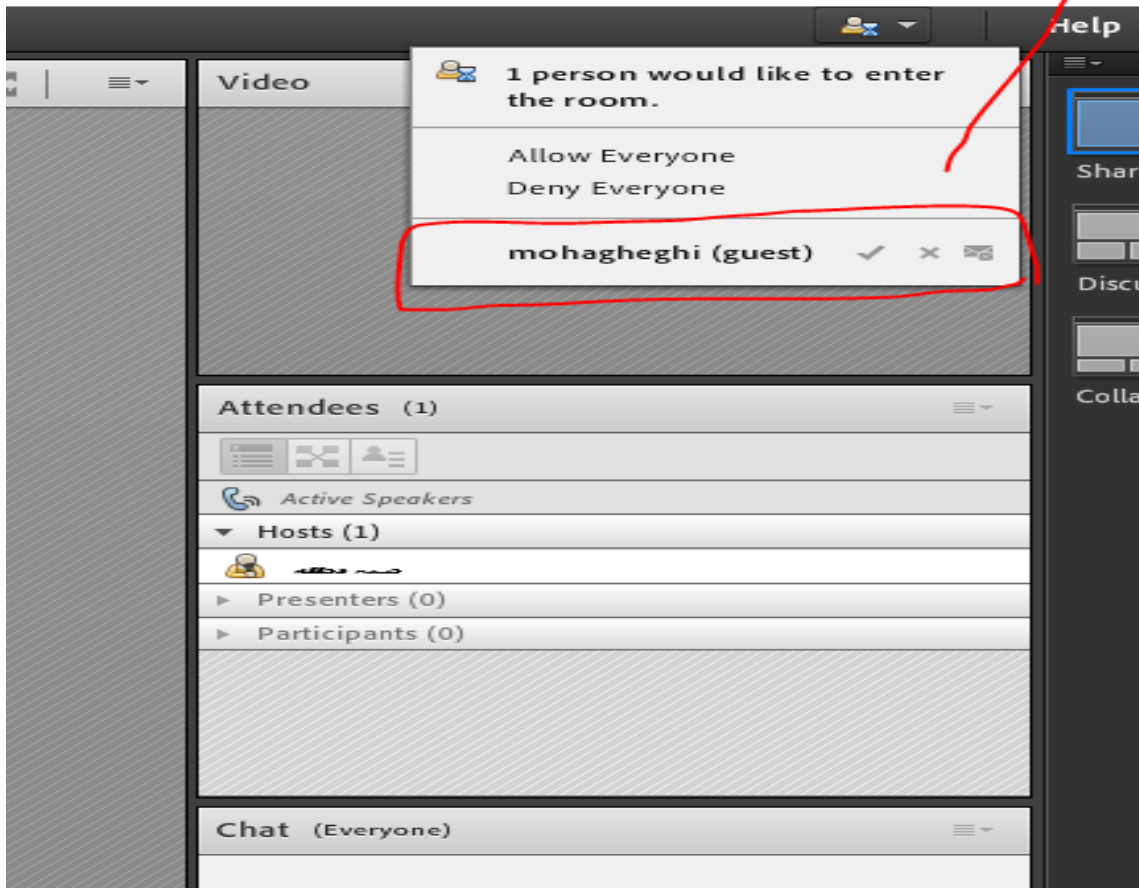 Help
Video
1 person would like to enter
the room.
Allow Everyone
Deny Everyone
mohagheghi (guest)
Shar
Discu
Colla
Attendees (1)
Active Speakers
Hosts (1)
Presenters (0)
Participants (0)
Chat (Everyone)